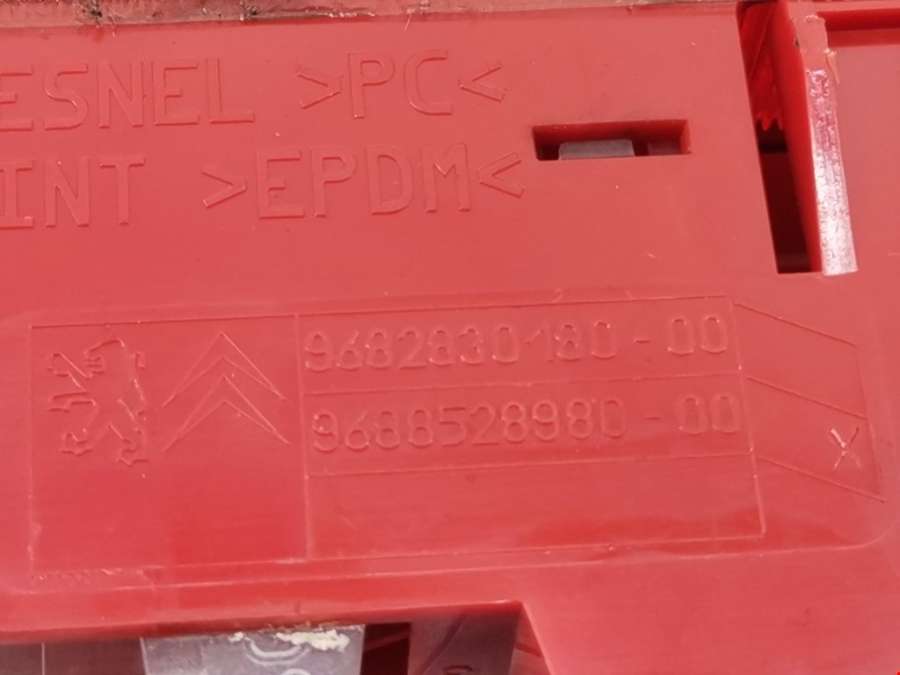 ESNEL >PC<
INT >EPDM<
9682830180-00
9688528980-00
X